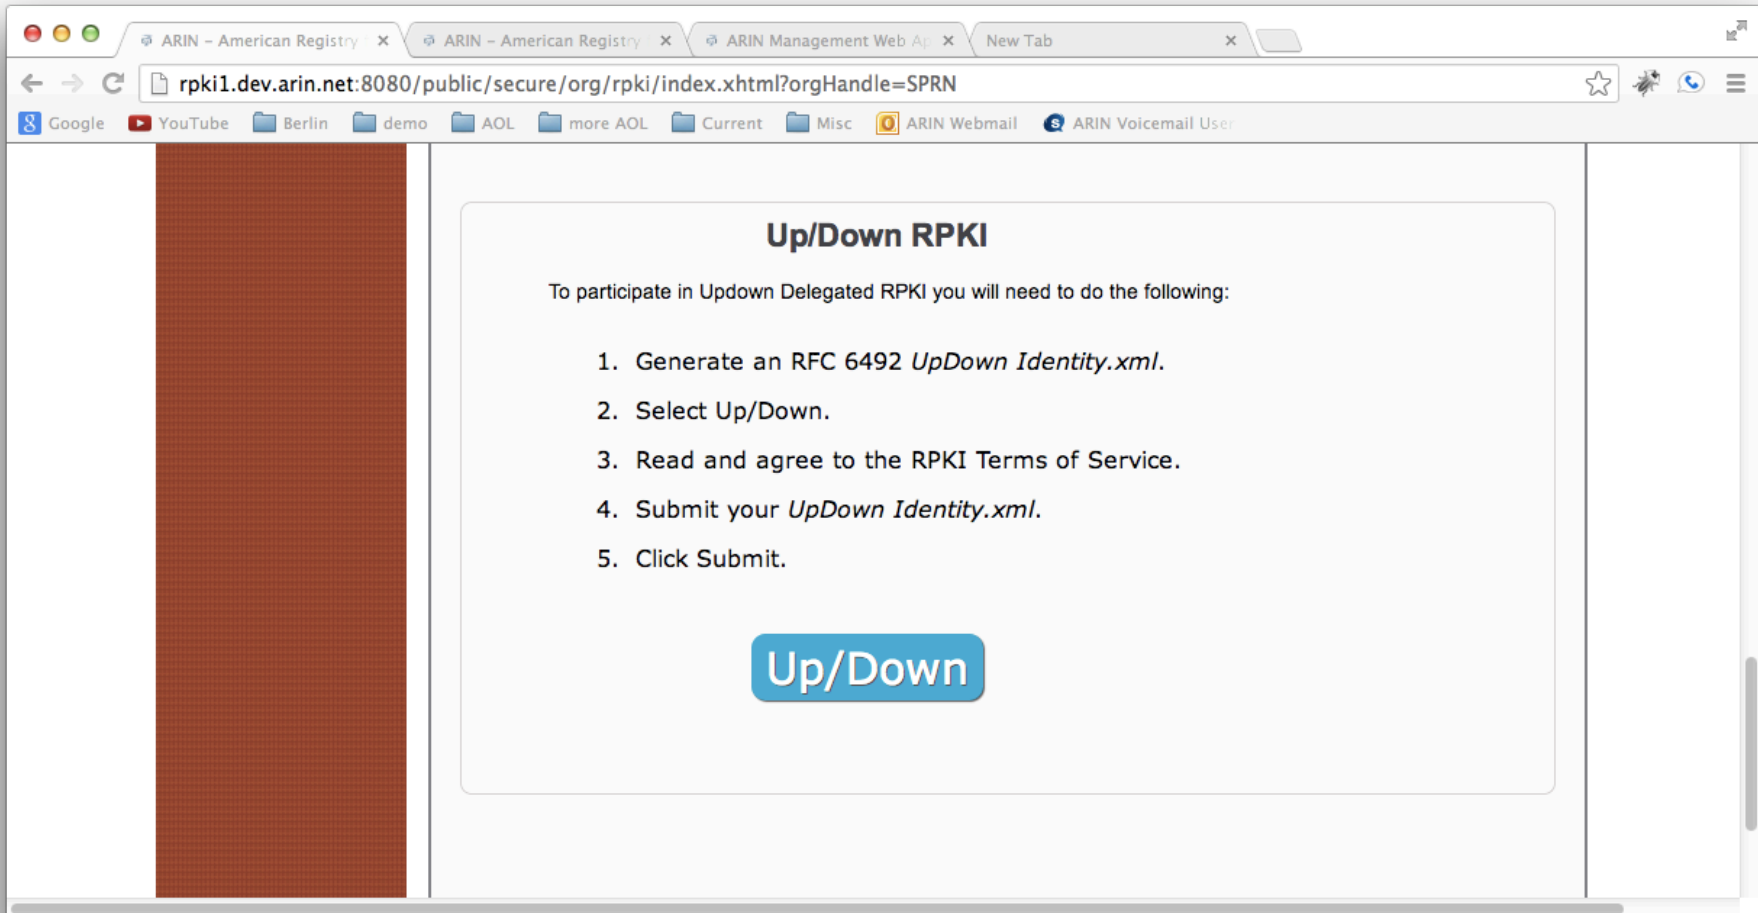 ARIN – American Registry
ARIN – American Registry
ARIN Management Web Ap
New Tab
rpki1.dev.arin.net:8080/public/secure/org/rpki/index.xhtml?orgHandle=SPRN
Google YouTube Berlin demo AOL more AOL Current Misc ARIN Webmail ARIN Voicemail User
Up/Down RPKI
To participate in Updown Delegated RPKI you will need to do the following:
1. Generate an RFC 6492 UpDown Identity.xml.
2. Select Up/Down.
3. Read and agree to the RPKI Terms of Service.
4. Submit your UpDown Identity.xml.
5. Click Submit.
Up/Down